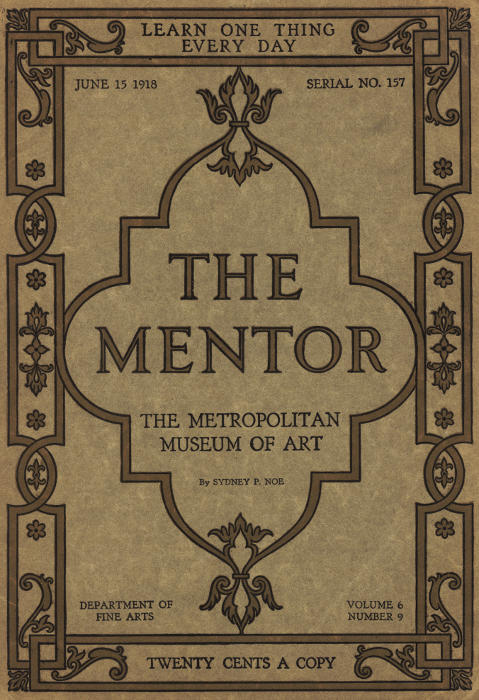 LEARN ONE THING
EVERY DAY
JUNE 15 1918
SERIAL NO. 157
THE
MENTOR
THE METROPOLITAN
MUSEUM OF ART
By SYDNEY P. NOE
DEPARTMENT OF
FINE ARTS
VOLUME 6
NUMBER 9
TWENTY CENTS A COPY